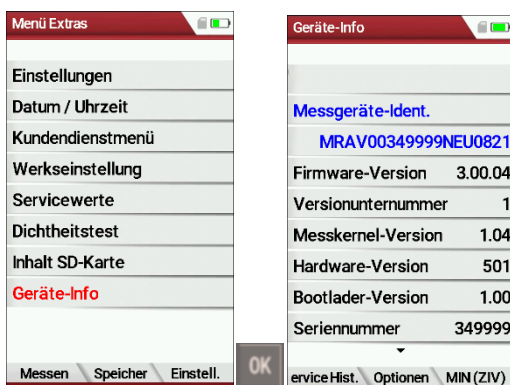 Menü Extras
Einstellungen
Datum / Uhrzeit
Kundendienstmenü
Werkseinstellung
Servicewerte
Dichtheitstest
Inhalt SD-Karte
Geräte-Info
Messen Speicher Einstell.
OK
Geräte-Info
Messgeräte-Ident.
MRAV00349999NEU0821
Firmware-Version 3.00.04
Versionunternummer 1
Messkernel-Version 1.04
Hardware-Version 501
Bootlader-Version 1.00
Seriennummer 349999
ervice Hist. Optionen MIN (ZIV)